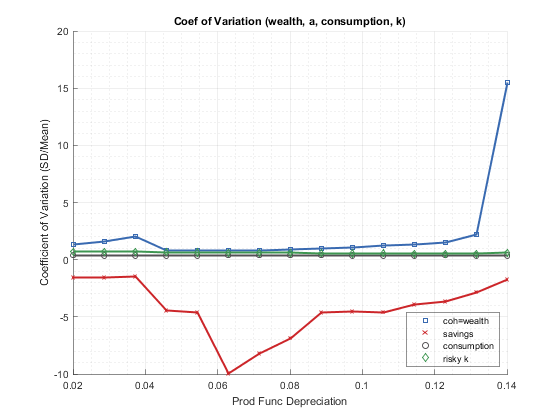 Coef of Variation (wealth, a, consumption, k)
20
15
10
5
0
-5
-10
Coefficient of Variation (SD/Mean)
0.02
0.04
0.06
0.08
0.1
0.12
0.14
Prod Func Depreciation
coh=wealth
savings
consumption
risky k